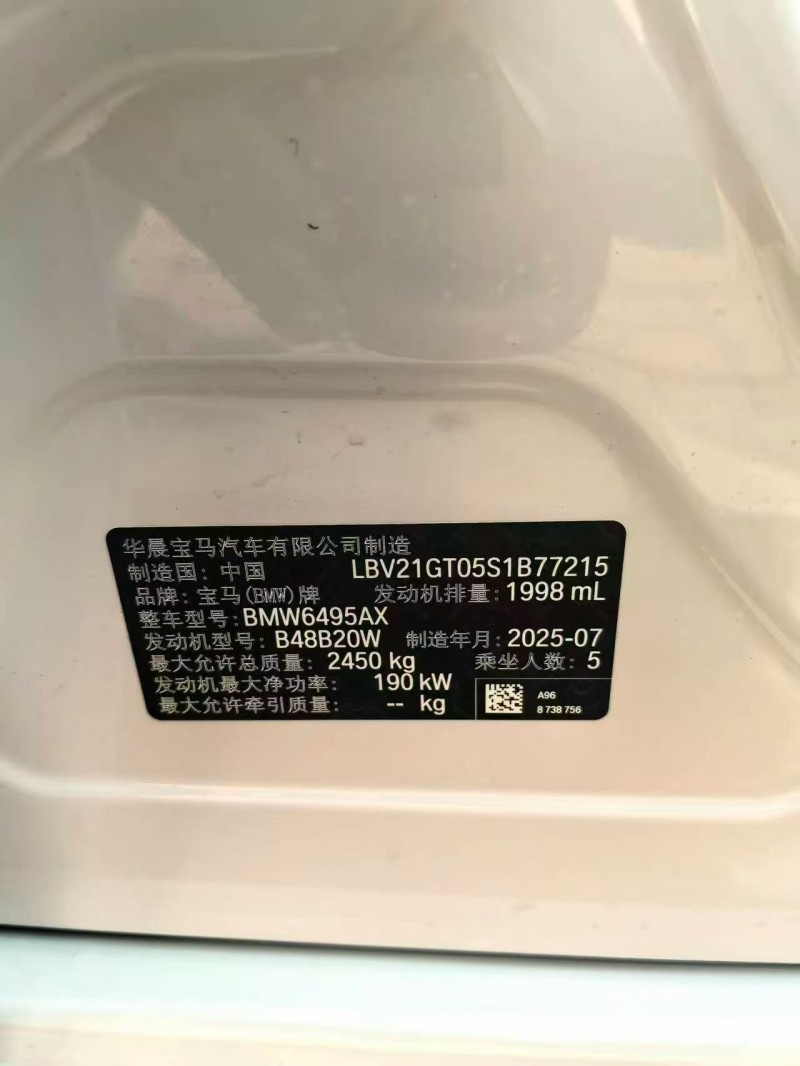 华晨宝马汽车有限公司制造
制造国：中国 LBV21GT05S1B77215
品牌：宝马(BMW)牌 发动机排量：1998 mL
整车型号：BMW6495AX
发动机型号：B48B20W 制造年月：2025-07
最大允许总质量：2450 kg 乘坐人数：5
发动机最大净功率：190 kW
最大允许牵引质量：-- kg
A96
8 738 756